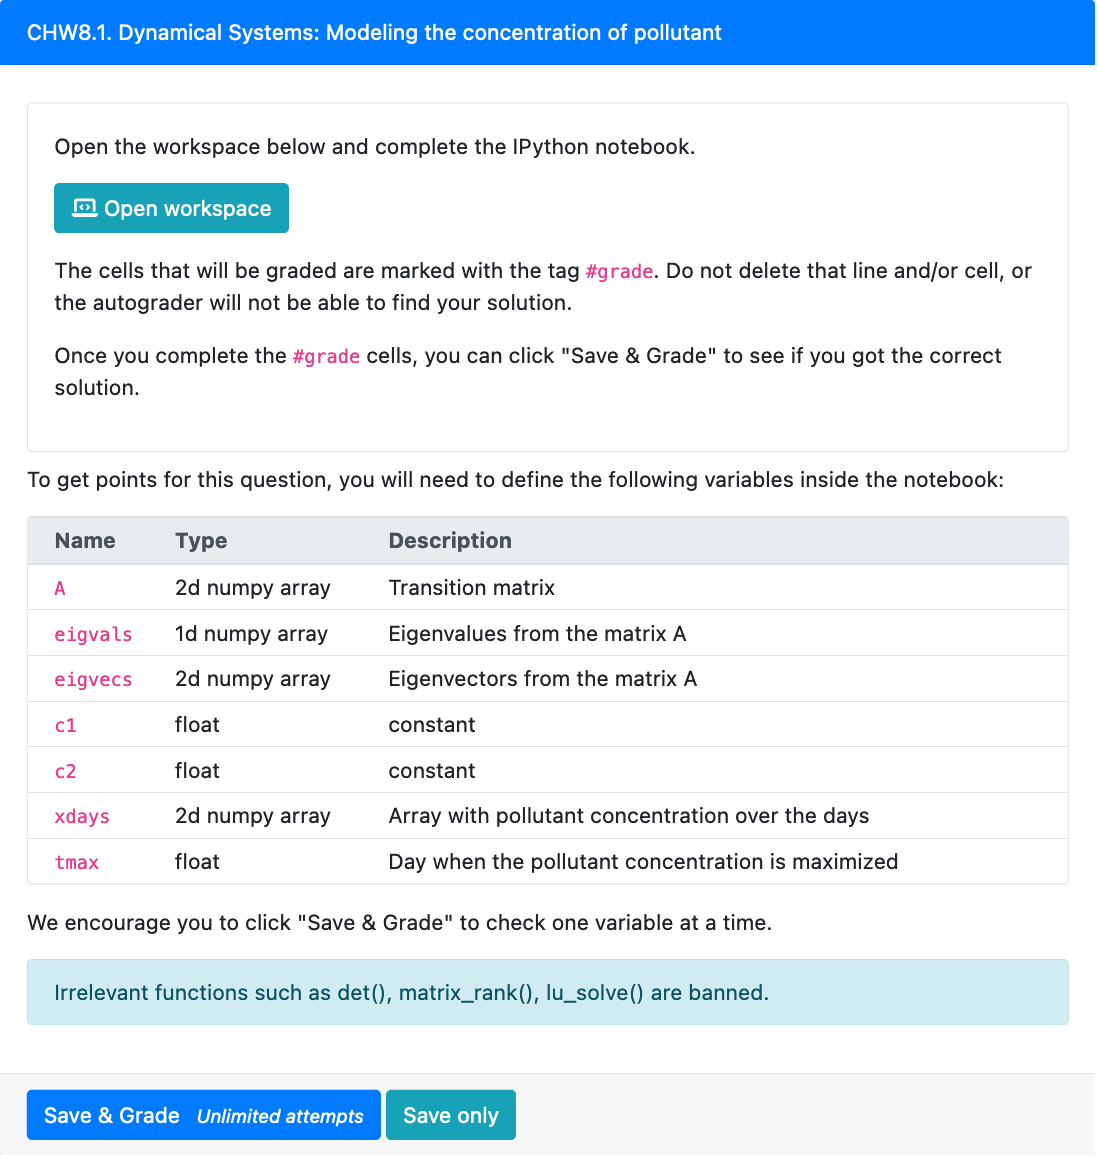 CHW8.1. Dynamical Systems: Modeling the concentration of pollutant
Open the workspace below and complete the IPython notebook.
Open workspace
The cells that will be graded are marked with the tag #grade. Do not delete that line and/or cell, or
the autograder will not be able to find your solution.
Once you complete the #grade cells, you can click "Save & Grade" to see if you got the correct
solution.
To get points for this question, you will need to define the following variables inside the notebook:
Name Type Description
A 2d numpy array Transition matrix
eigvals 1d numpy array Eigenvalues from the matrix A
eigvecs 2d numpy array Eigenvectors from the matrix A
c1 float constant
c2 float constant
xdays 2d numpy array Array with pollutant concentration over the days
tmax float Day when the pollutant concentration is maximized
We encourage you to click "Save & Grade" to check one variable at a time.
Irrelevant functions such as det(), matrix_rank(), lu_solve() are banned.
Save & Grade Unlimited attempts Save only